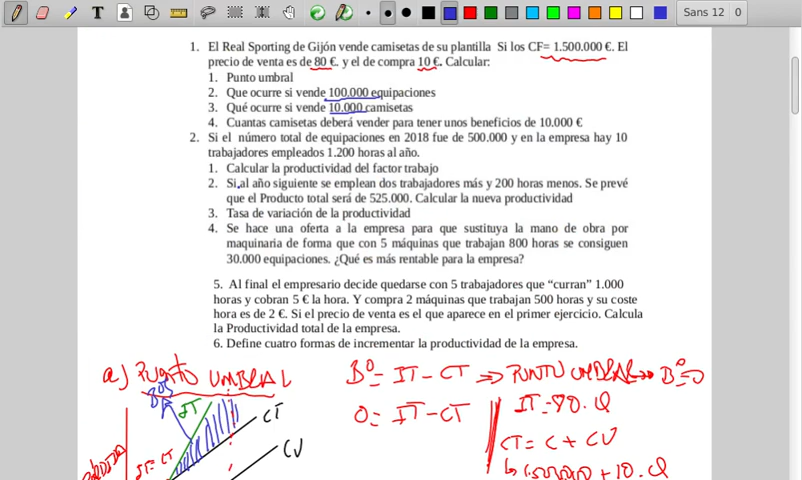 Sans 12 0
1. El Real Sporting de Gijón vende camisetas de su plantilla Si los CF= 1.500.000 €. El
precio de venta es de 80 €. y el de compra 10 €. Calcular:
1. Punto umbral
2. Que ocurre si vende 100.000 equipaciones
3. Qué ocurre si vende 10.000 camisetas
4. Cuantas camisetas deberá vender para tener unos beneficios de 10.000 €
2. Si el número total de equipaciones en 2018 fue de 500.000 y en la empresa hay 10
trabajadores empleados 1.200 horas al año.
1. Calcular la productividad del factor trabajo
2. Si al año siguiente se emplean dos trabajadores más y 200 horas menos. Se prevé
que el Producto total será de 525.000. Calcular la nueva productividad
3. Tasa de variación de la productividad
4. Se hace una oferta a la empresa para que sustituya la mano de obra por
maquinaria de forma que con 5 máquinas que trabajan 800 horas se consiguen
30.000 equipaciones. ¿Qué es más rentable para la empresa?
5. Al final el empresario decide quedarse con 5 trabajadores que “curran” 1.000
horas y cobran 5 € la hora. Y compra 2 máquinas que trabajan 500 horas y su coste
hora es de 2 €. Si el precio de venta es el que aparece en el primer ejercicio. Calcula
la Productividad total de la empresa.
6. Define cuatro formas de incrementar la productividad de la empresa.
a) Punto UMBRAL
Bº= IT - CT => PUNTO UMBRAL => Bº=0
0= IT - CT
IT= 80. Q
CT= C + CV
1.500.000 + 10. Q
Bº
IT
CT
IT= CT
CV